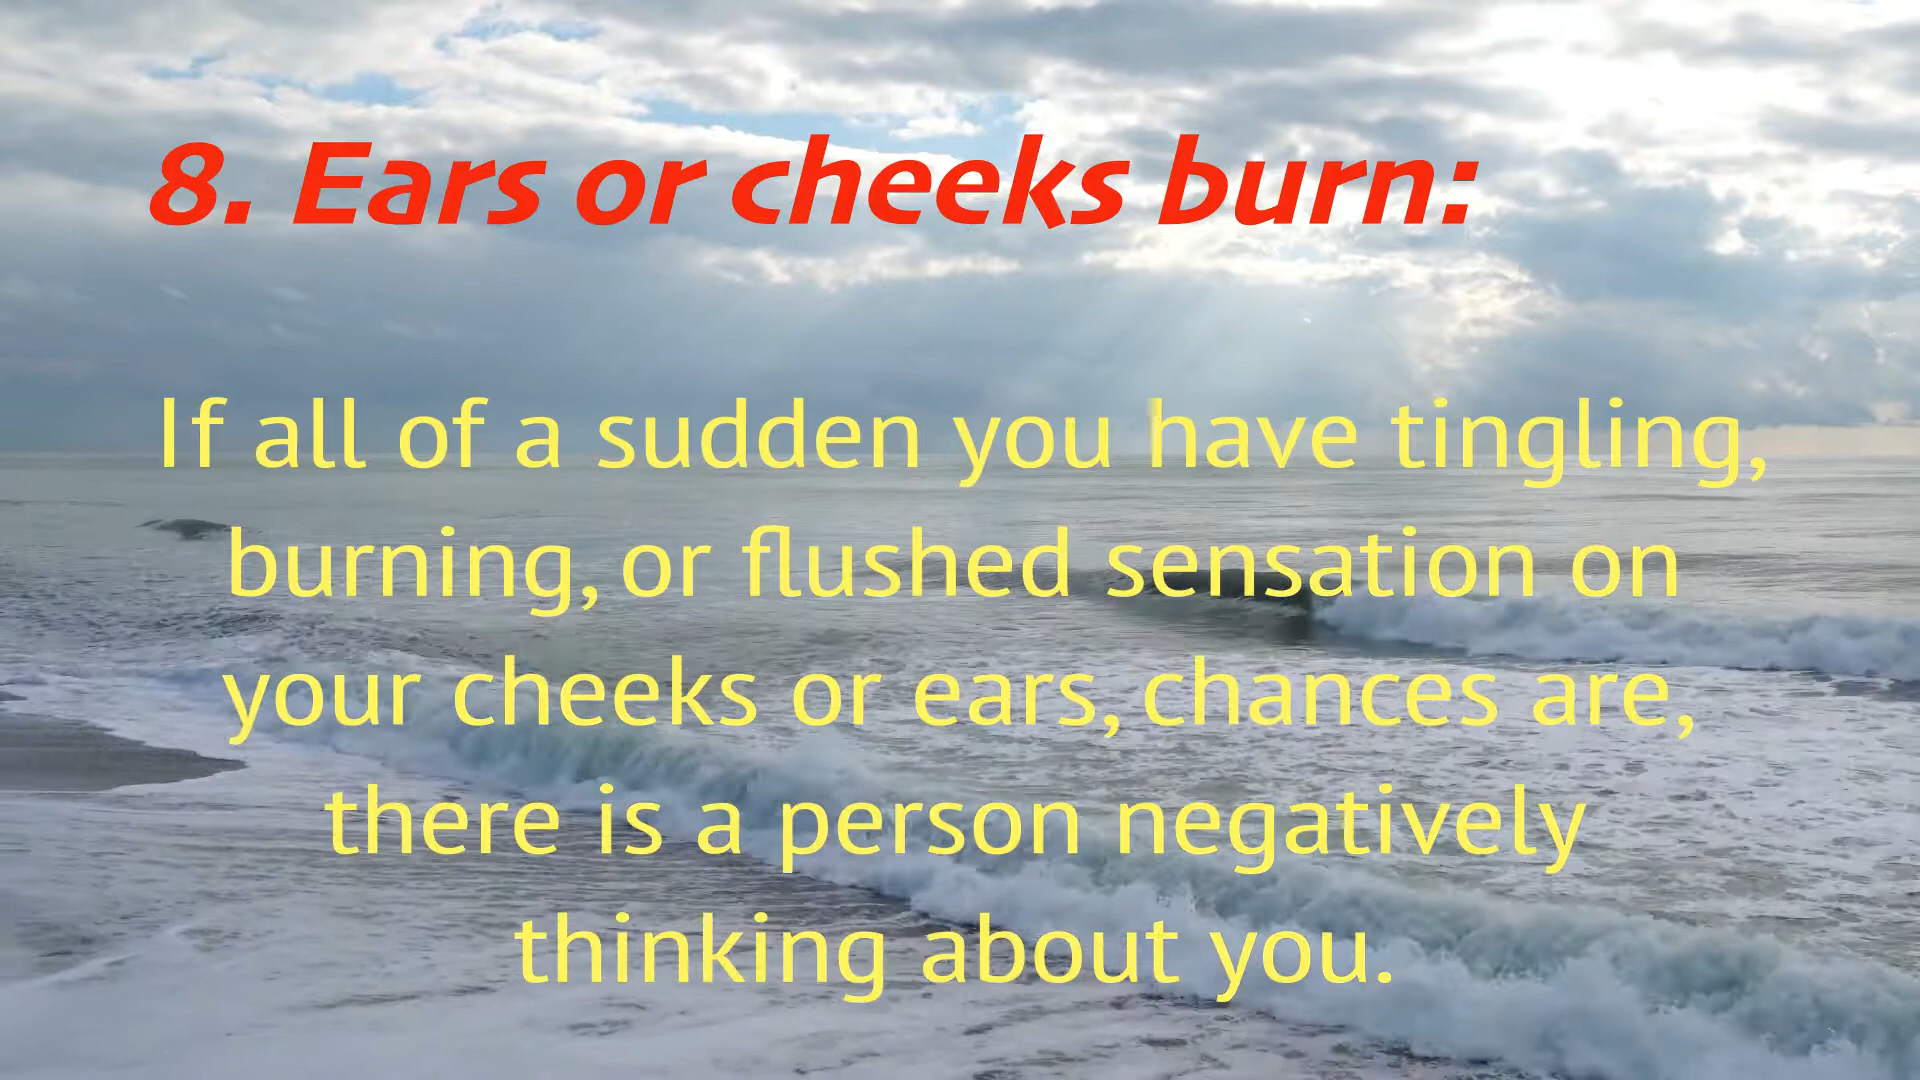 8. Ears or cheeks burn:
If all of a sudden you have tingling,
burning, or flushed sensation on
your cheeks or ears, chances are,
there is a person negatively
thinking about you.